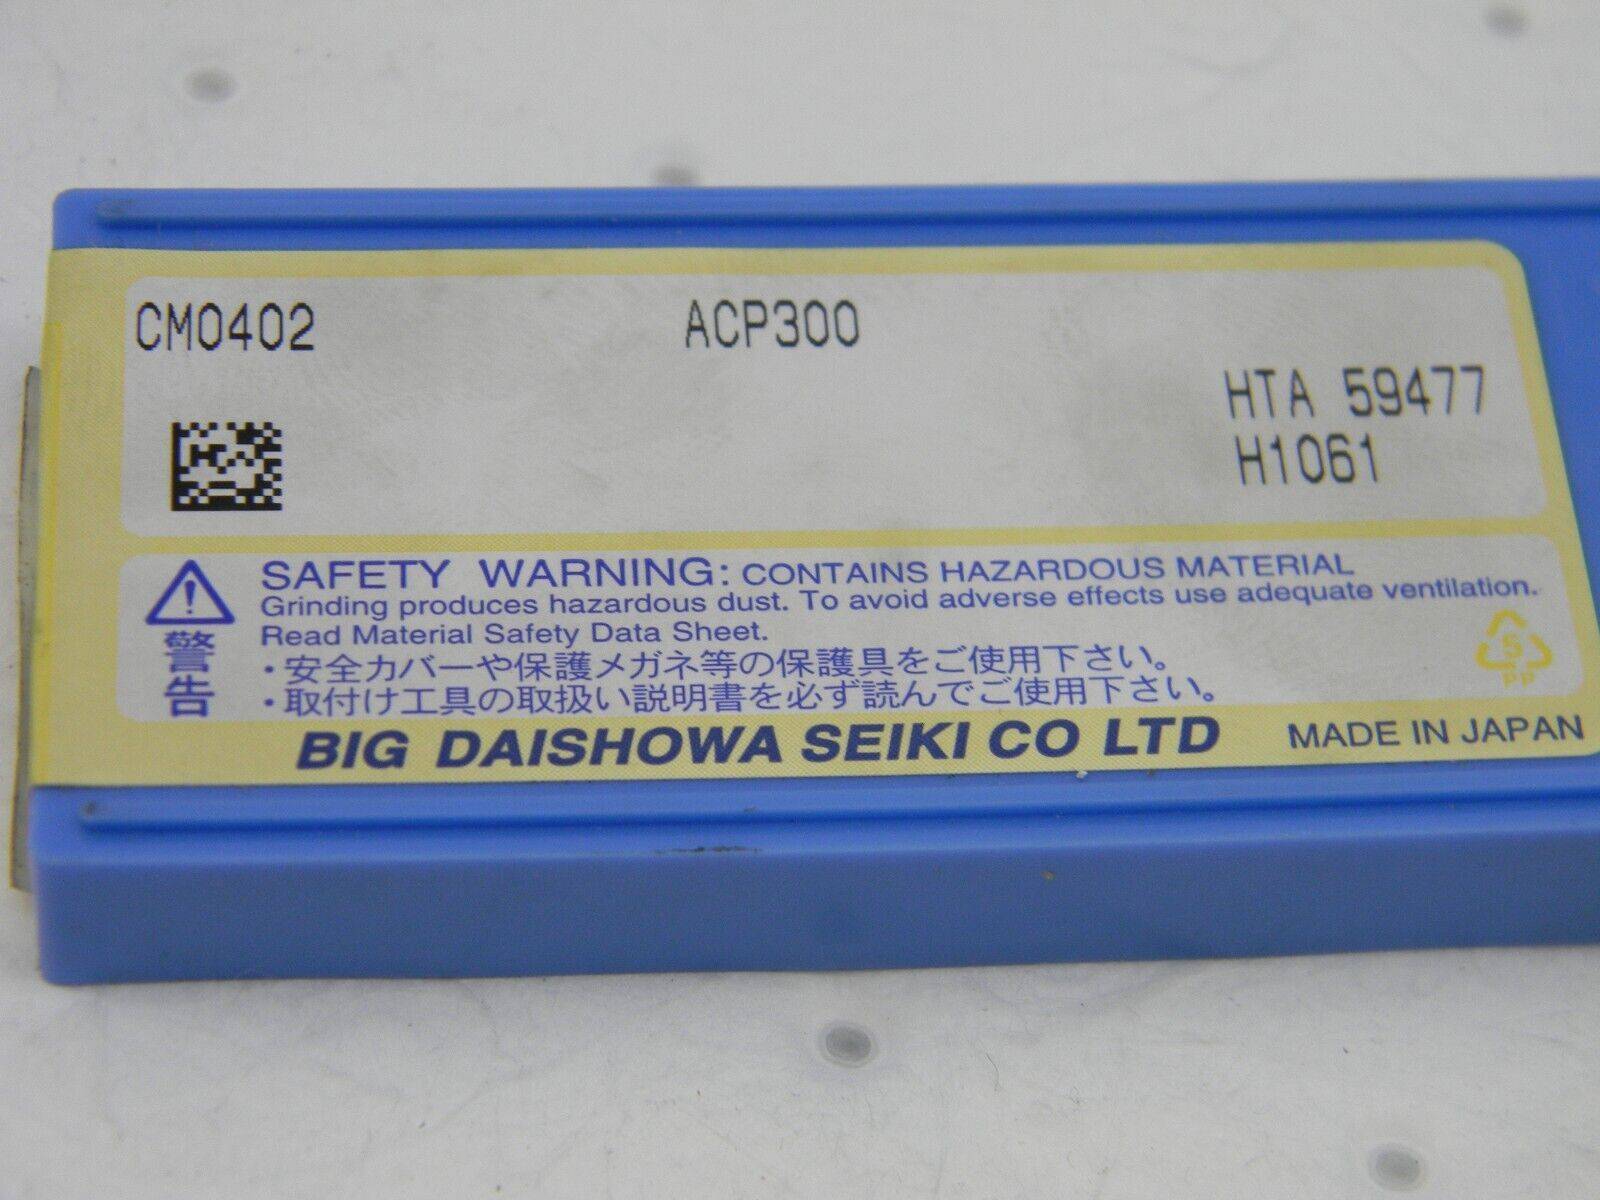 CM0402 ACP300
HTA 59477
H1061
SAFETY WARNING: CONTAINS HAZARDOUS MATERIAL
Grinding produces hazardous dust. To avoid adverse effects use adequate ventilation.
Read Material Safety Data Sheet.
警告
・安全カバーや保護メガネ等の保護具をご使用下さい。
・取付け工具の取扱い説明書を必ず読んでご使用下さい。
S
PP
BIG DAISHOWA SEIKI CO LTD MADE IN JAPAN